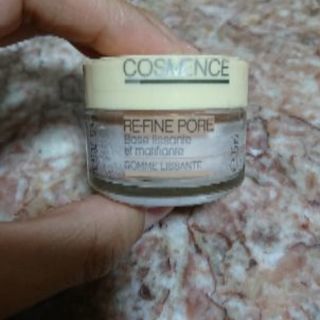 COSMENCE
RE-FINE PORE
Base lissante
et matifiante
GOMME LISSANTE